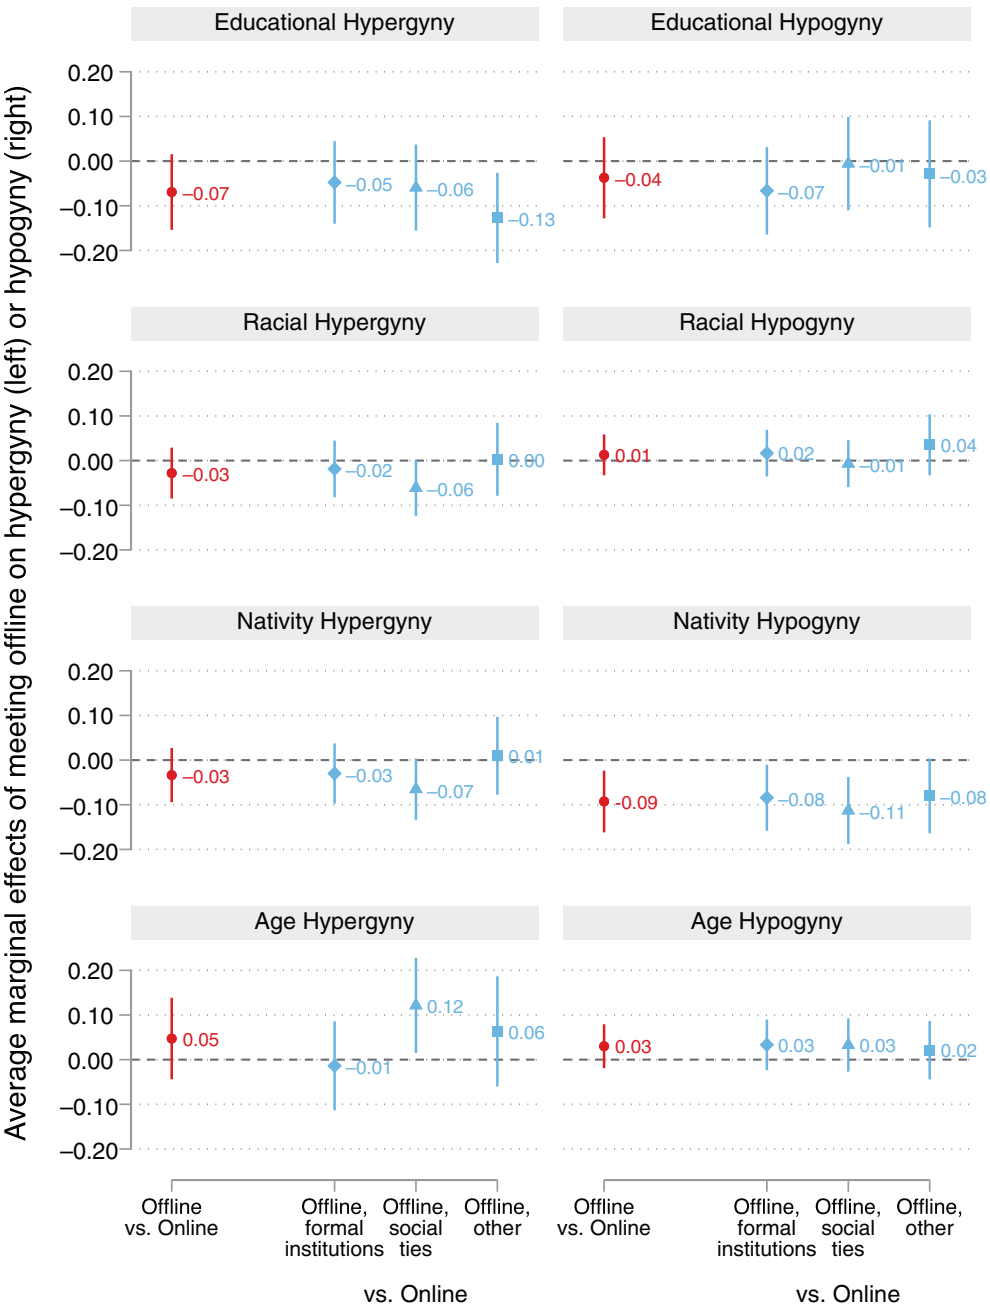 Average marginal effects of meeting offline on hypergyny (left) or hypogyny (right)
Educational Hypergyny
0.20
0.10
0.00
−0.10
−0.20
−0.07
−0.05
−0.06
−0.13
Educational Hypogyny
−0.04
−0.07
−0.01
−0.03
Racial Hypergyny
0.20
0.10
0.00
−0.10
−0.20
−0.03
−0.02
−0.06
0.00
Racial Hypogyny
0.01
0.02
−0.01
0.04
Nativity Hypergyny
0.20
0.10
0.00
−0.10
−0.20
−0.03
−0.03
−0.07
0.01
Nativity Hypogyny
-0.09
−0.08
−0.11
−0.08
Age Hypergyny
0.20
0.10
0.00
−0.10
−0.20
0.05
−0.01
0.12
0.06
Age Hypogyny
0.03
0.03
0.03
0.02
Offline
vs. Online
Offline,
formal
institutions
Offline,
social
ties
Offline,
other
vs. Online
Offline
vs. Online
Offline,
formal
institutions
Offline,
social
ties
Offline,
other
vs. Online